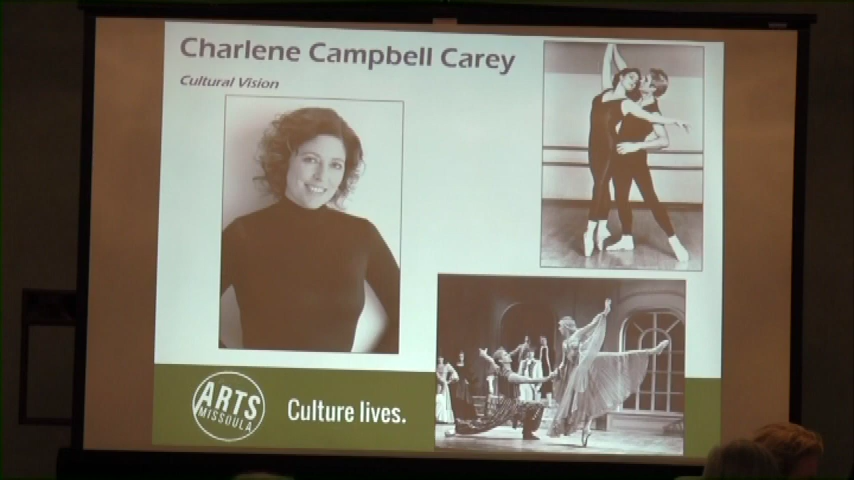 Charlene Campbell Carey
Cultural Vision
ARTS
MISSOULA
Culture lives.